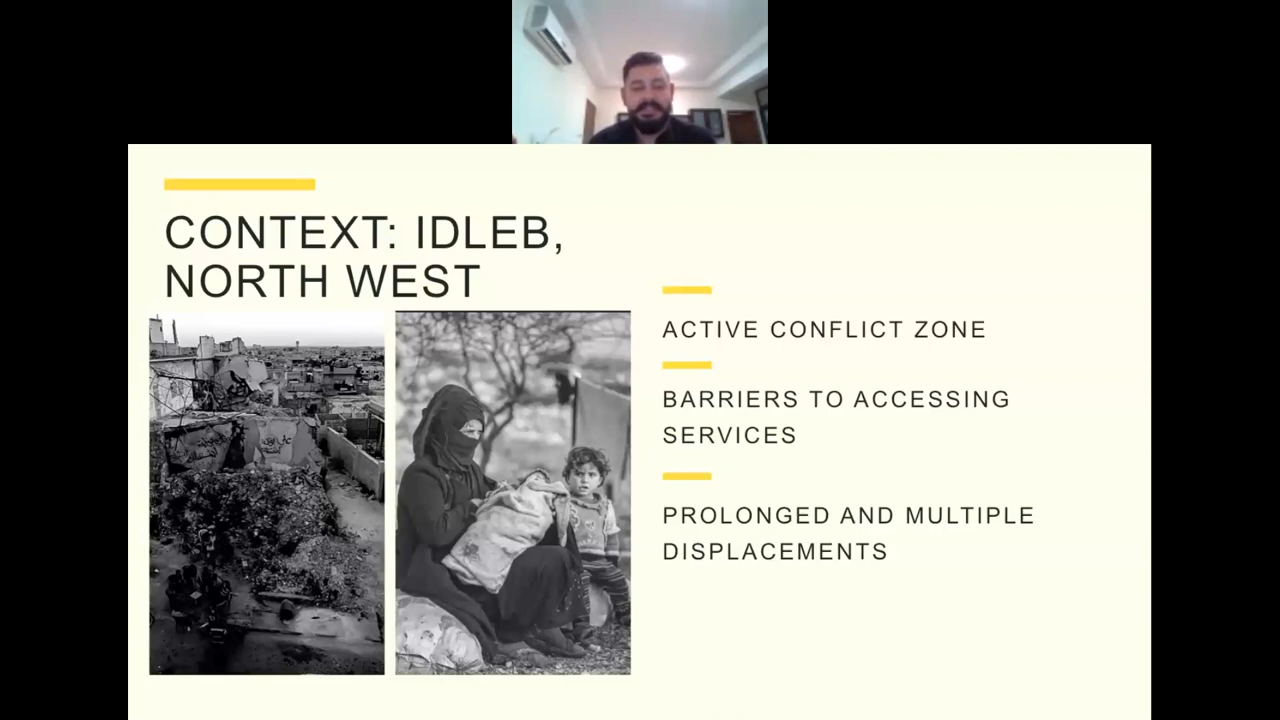 CONTEXT: IDLEB,
NORTH WEST
ACTIVE CONFLICT ZONE
BARRIERS TO ACCESSING
SERVICES
PROLONGED AND MULTIPLE
DISPLACEMENTS